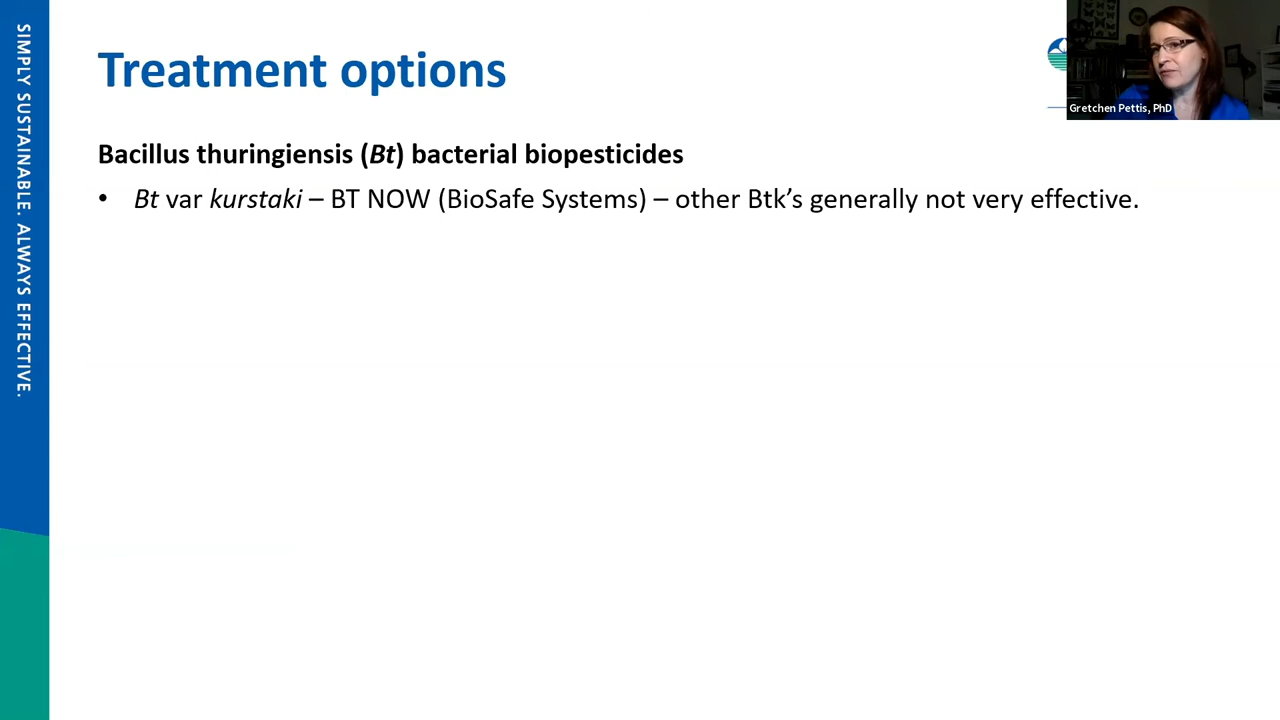 SIMPLY SUSTAINABLE. ALWAYS EFFECTIVE.
Treatment options
Gretchen Pettis, PhD
Bacillus thuringiensis (Bt) bacterial biopesticides
• Bt var kurstaki – BT NOW (BioSafe Systems) – other Btk’s generally not very effective.